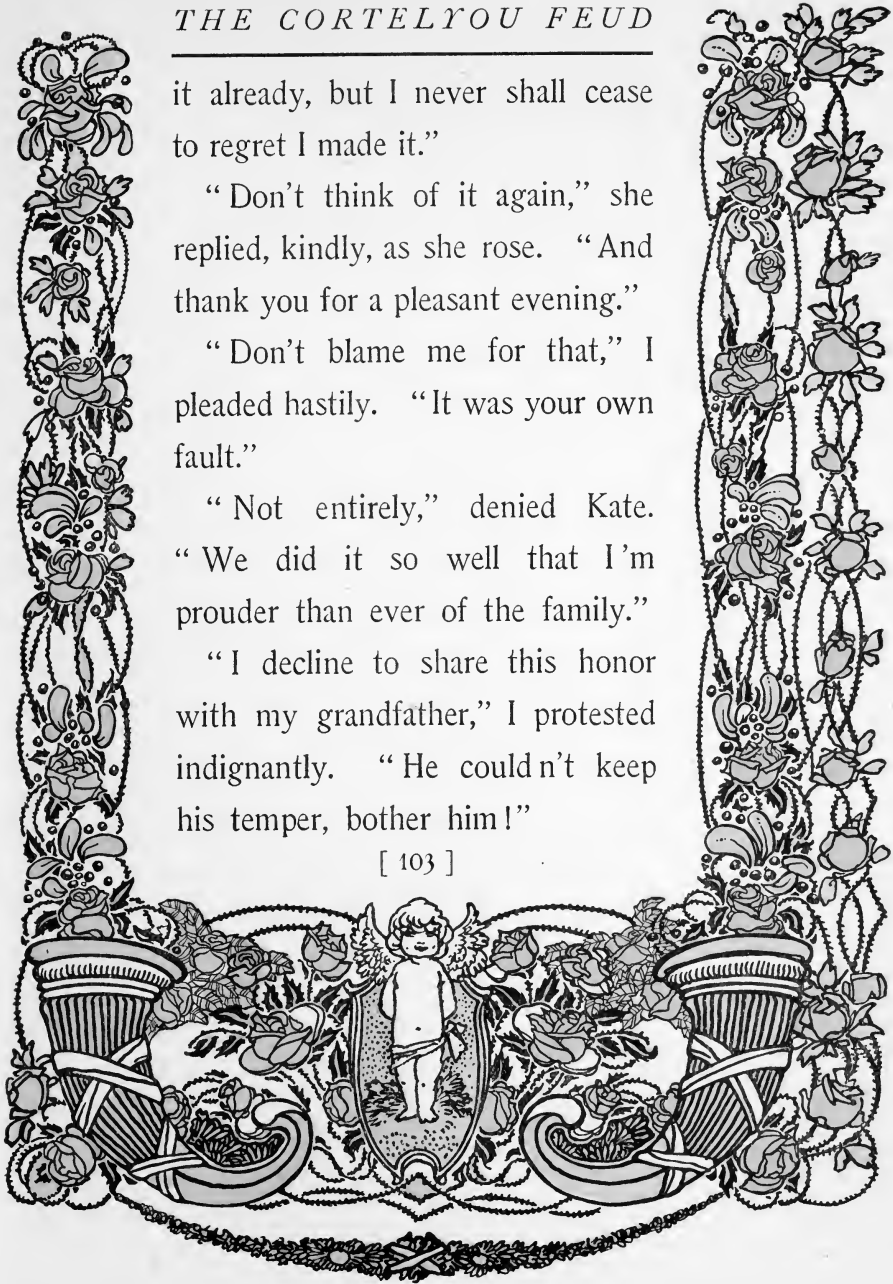 THE CORTELYOU FEUD
it already, but I never shall cease
to regret I made it.”
“ Don't think of it again,” she
replied, kindly, as she rose. “ And
thank you for a pleasant evening.”
“ Don't blame me for that,” I
pleaded hastily. “ It was your own
fault.”
“ Not entirely,” denied Kate.
“ We did it so well that I 'm
prouder than ever of the family.”
“ I decline to share this honor
with my grandfather,” I protested
indignantly. “ He could n't keep
his temper, bother him !”
[ 103 ]